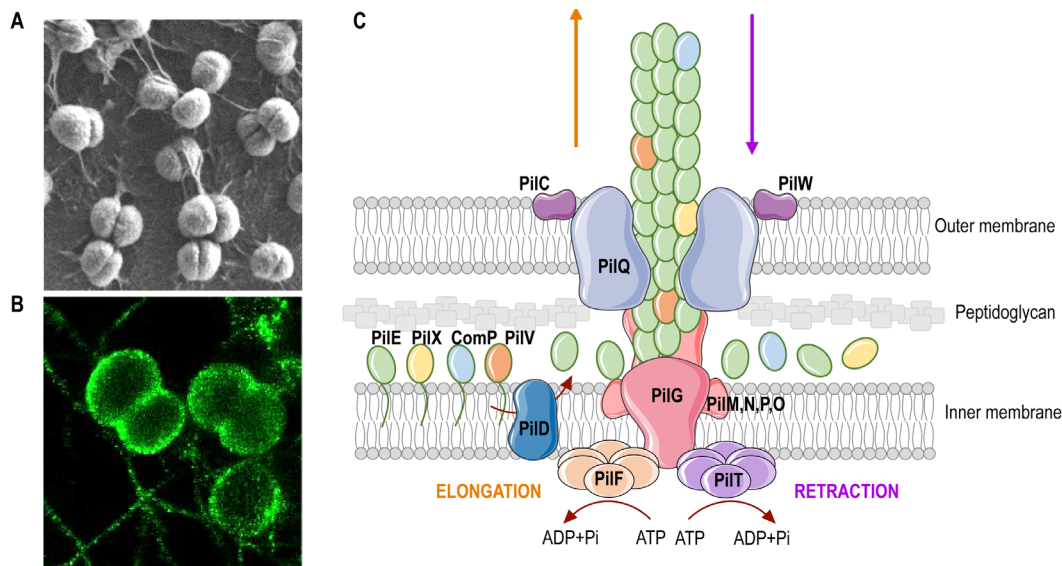 A
B
C
PilC
PilW
Outer membrane
PilQ
Peptidoglycan
PilE PilX ComP PilV
PilG
PilM,N,P,O
Inner membrane
PilD
ELONGATION
PilF
PilT
RETRACTION
ADP+Pi ATP ATP ADP+Pi